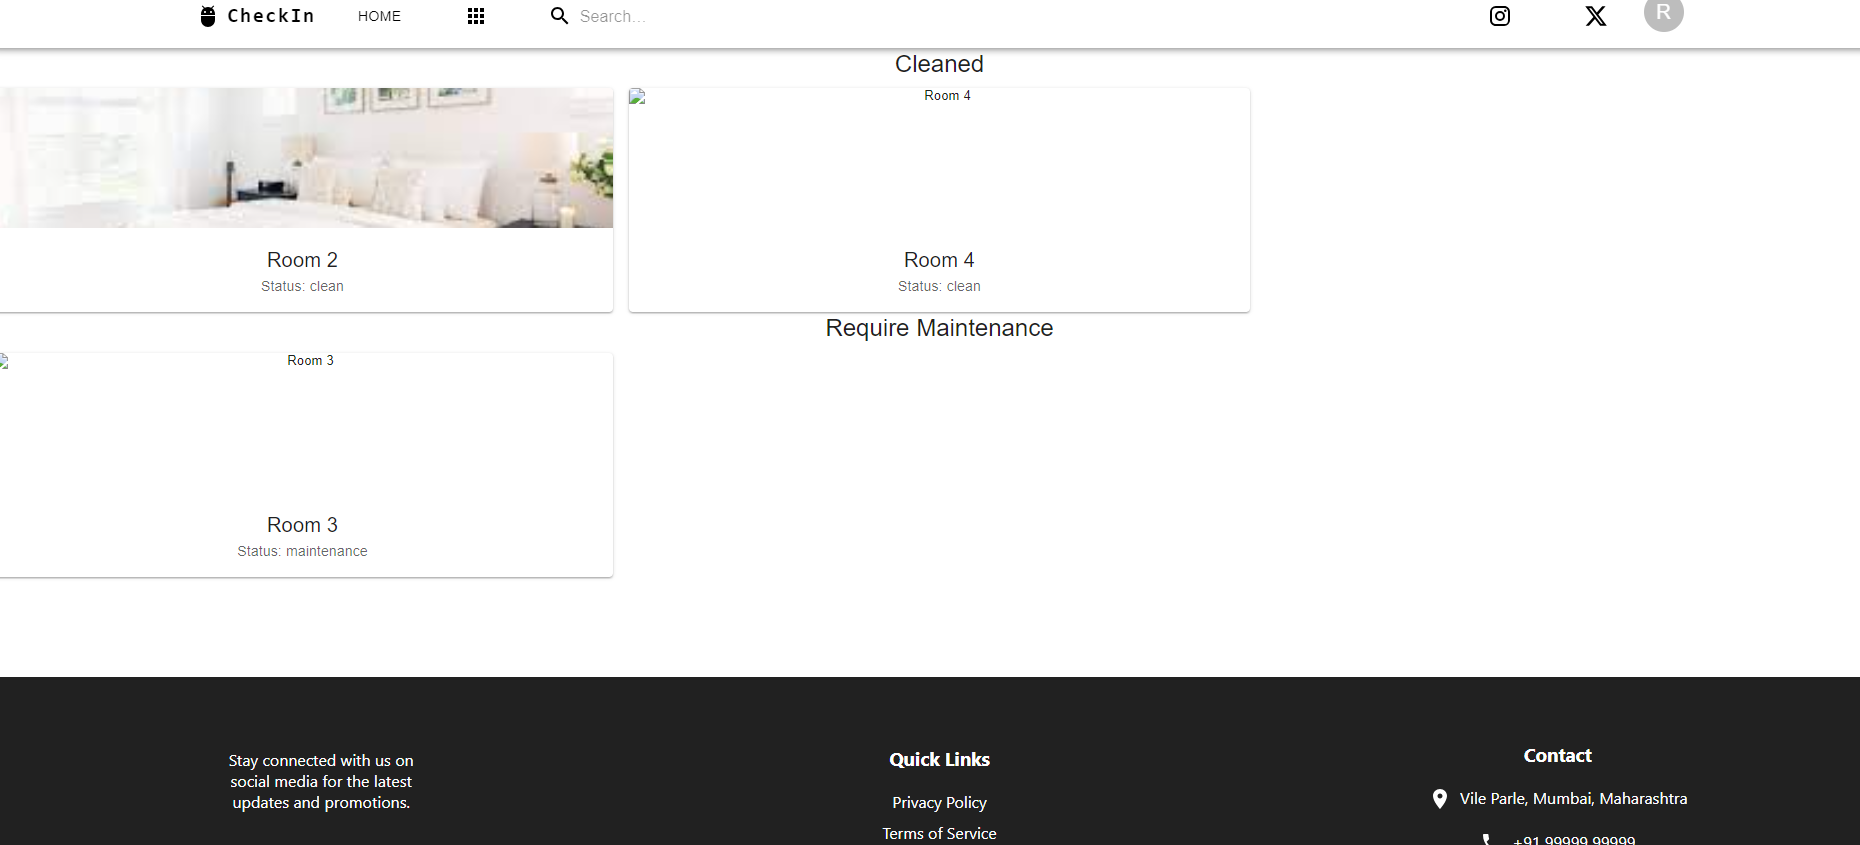 CheckIn
HOME
Search...
R
Cleaned
Room 4
Room 2
Status: clean
Room 4
Status: clean
Require Maintenance
Room 3
Room 3
Status: maintenance
Stay connected with us on
social media for the latest
updates and promotions.
Quick Links
Privacy Policy
Terms of Service
Contact
Vile Parle, Mumbai, Maharashtra
+91 99999 99999